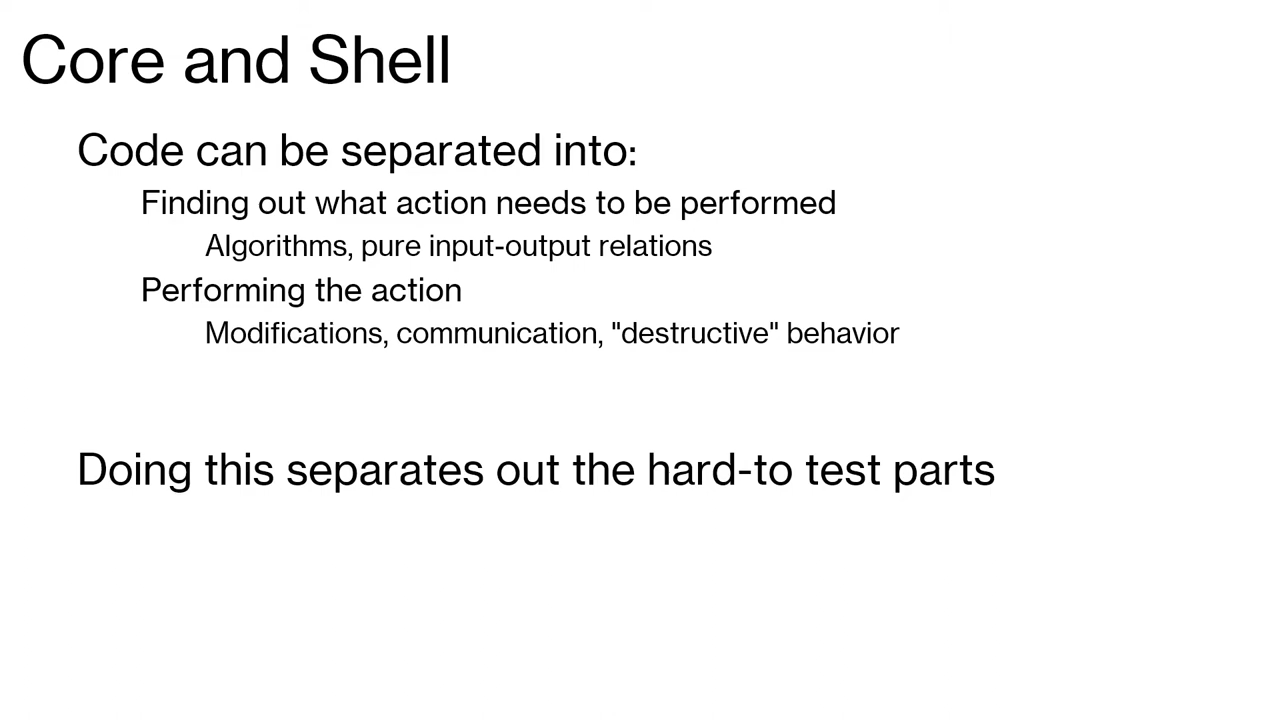 Core and Shell
Code can be separated into:
Finding out what action needs to be performed
Algorithms, pure input-output relations
Performing the action
Modifications, communication, "destructive" behavior
Doing this separates out the hard-to test parts